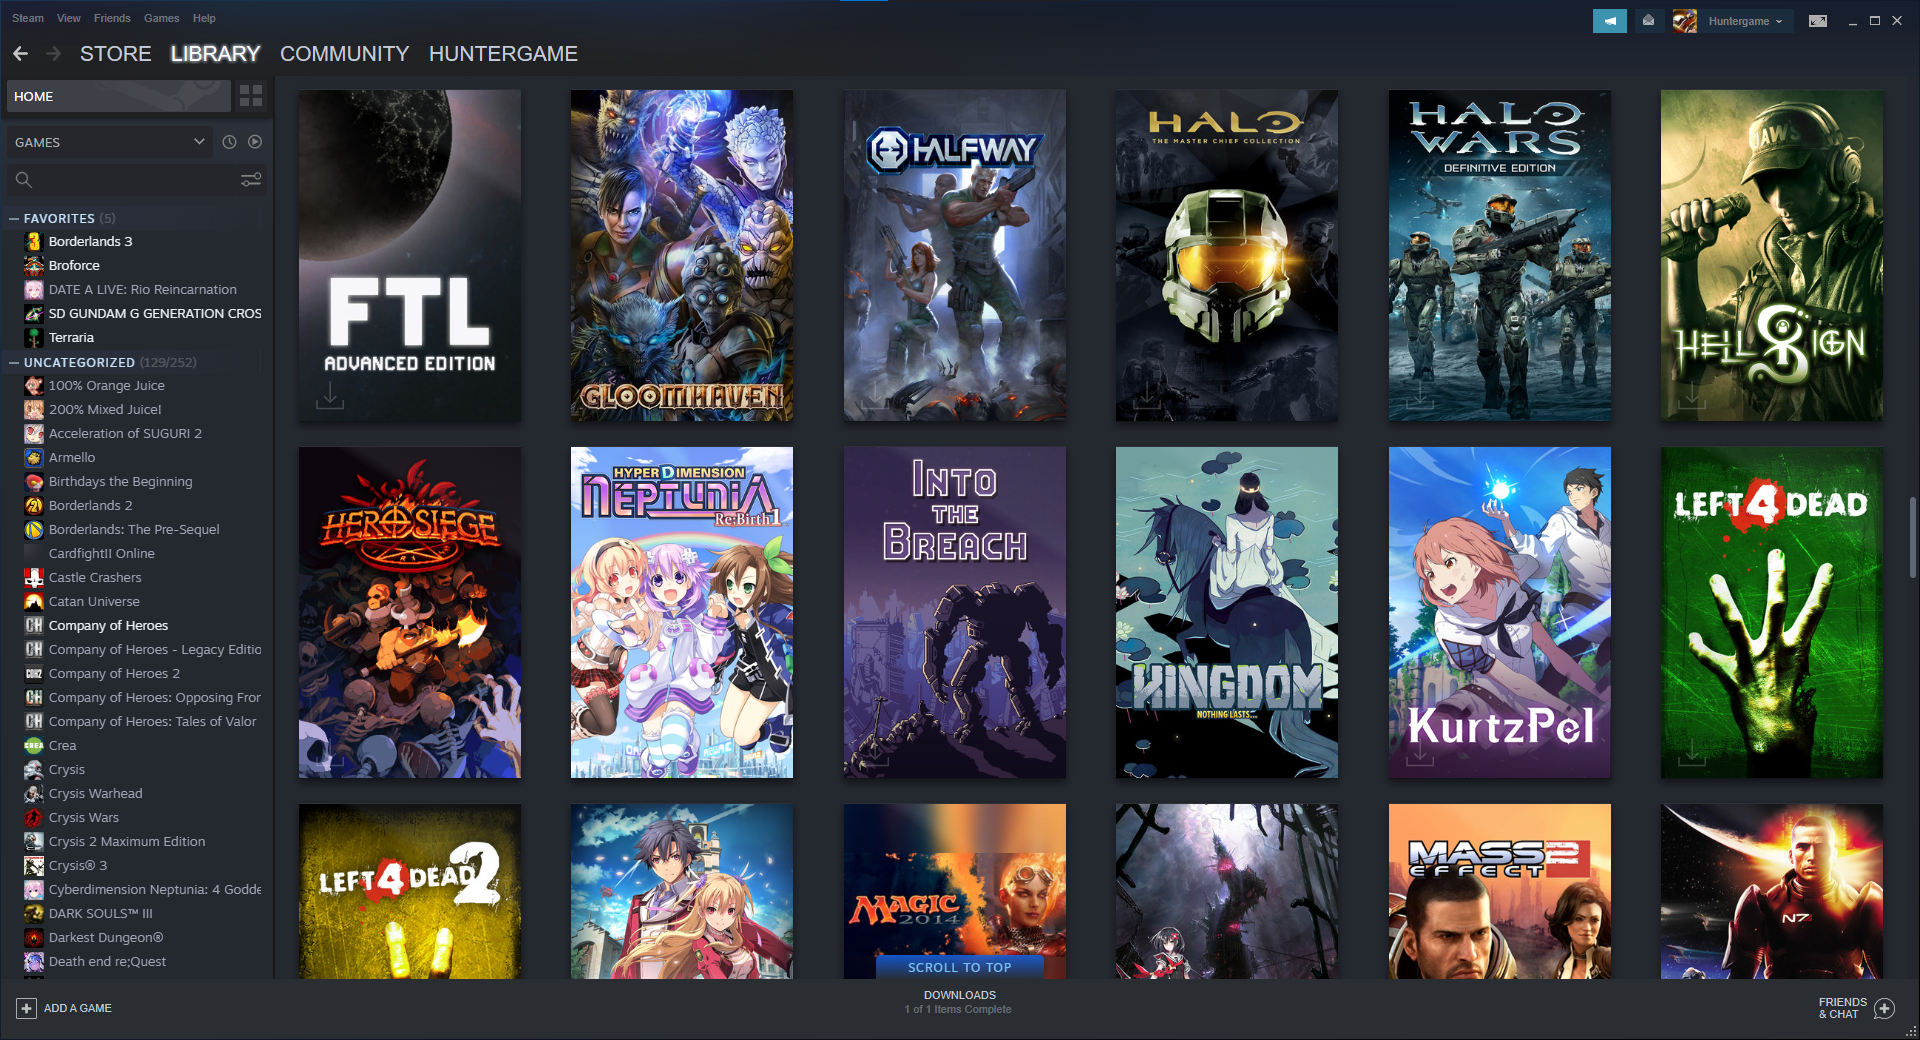 Steam View Friends Games Help
Huntergame
STORE LIBRARY COMMUNITY HUNTERGAME
HOME
GAMES
FAVORITES (5)
Borderlands 3
Broforce
DATE A LIVE: Rio Reincarnation
SD GUNDAM G GENERATION CROS
Terraria
UNCATEGORIZED (129/252)
100% Orange Juice
200% Mixed Juice!
Acceleration of SUGURI 2
Armello
Birthdays the Beginning
Borderlands 2
Borderlands: The Pre-Sequel
Cardfight!! Online
Castle Crashers
Catan Universe
Company of Heroes
Company of Heroes - Legacy Editio
Company of Heroes 2
Company of Heroes: Opposing Fron
Company of Heroes: Tales of Valor
CREA
Crea
Crysis
Crysis Warhead
Crysis Wars
Crysis 2 Maximum Edition
Crysis® 3
Cyberdimension Neptunia: 4 Godde
DARK SOULS™ III
Darkest Dungeon®
Death end re;Quest
FTL
ADVANCED EDITION
GLOOMHAVEN
HALFWAY
HALO
THE MASTER CHIEF COLLECTION
HALO
WARS
DEFINITIVE EDITION
JAWS
HELLSIGN
HERO SIEGE
HYPERDIMENSION
NEPTUNIA
Re;Birth1
INTO
THE
BREACH
KINGDOM
NOTHING LASTS...
KurtzPel
LEFT 4 DEAD
LEFT 4 DEAD 2
MAGIC
2014
MASS
EFFECT 2
N7
SCROLL TO TOP
ADD A GAME
DOWNLOADS
1 of 1 Items Complete
FRIENDS
& CHAT